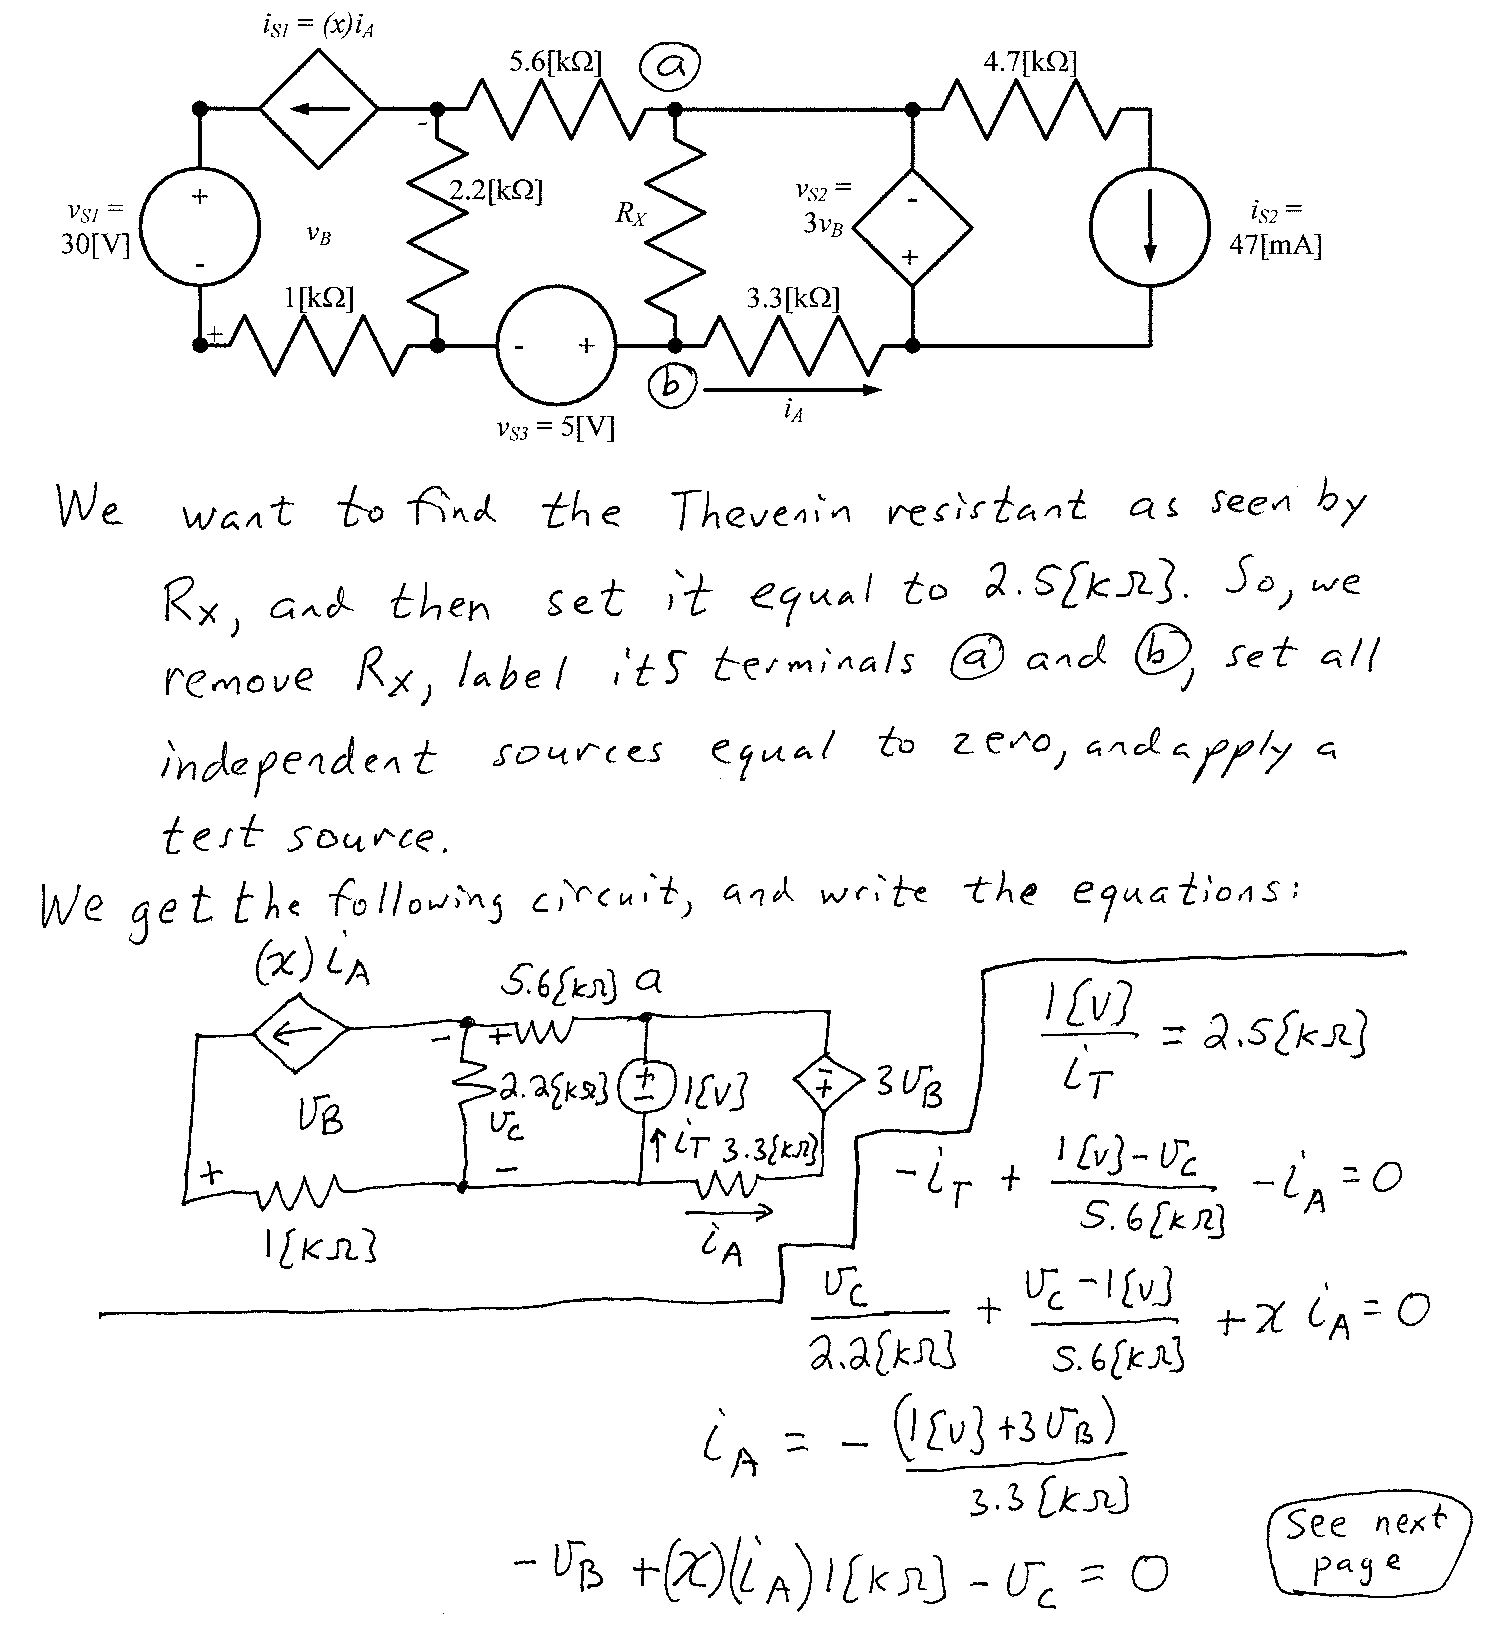 i_S1 = (x)i_A
5.6[kΩ]
a
4.7[kΩ]
-
v_S1 =
30[V]
+
-
v_B
2.2[kΩ]
R_X
v_S2 =
3v_B
-
+
i_S2 =
47[mA]
1[kΩ]
+
-
+
3.3[kΩ]
b
i_A
v_S3 = 5[V]
We want to find the Thevenin resistant as seen by
Rx, and then set it equal to 2.5{kΩ}. So, we
remove Rx, label its terminals a and b, set all
independent sources equal to zero, and apply a
test source.
We get the following circuit, and write the equations:
(x) i_A
5.6{kΩ} a
- +
2.2{kΩ}
+
-
1{V}
-
+
3v_B
v_B
v_C
-
↑ i_T
3.3{kΩ}
+
1{kΩ}
i_A
1{V} / i_T = 2.5{kΩ}
-i_T + (1{V} - v_C) / 5.6{kΩ} - i_A = 0
v_C / 2.2{kΩ} + (v_C - 1{V}) / 5.6{kΩ} + x i_A = 0
i_A = - (1{V} + 3v_B) / 3.3{kΩ}
-v_B + (x)(i_A) 1{kΩ} - v_C = 0
See next
page